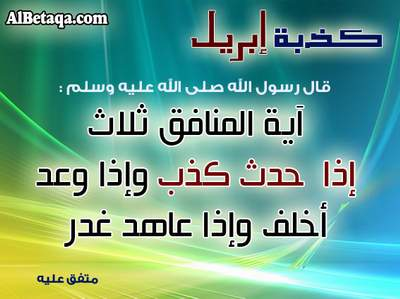 AlBetaqa.com
كذبة إبريل
قال رسول الله صلى الله عليه وسلم :
آية المنافق ثلاث
إذا حدث كذب وإذا وعد
أخلف وإذا عاهد غدر
متفق عليه